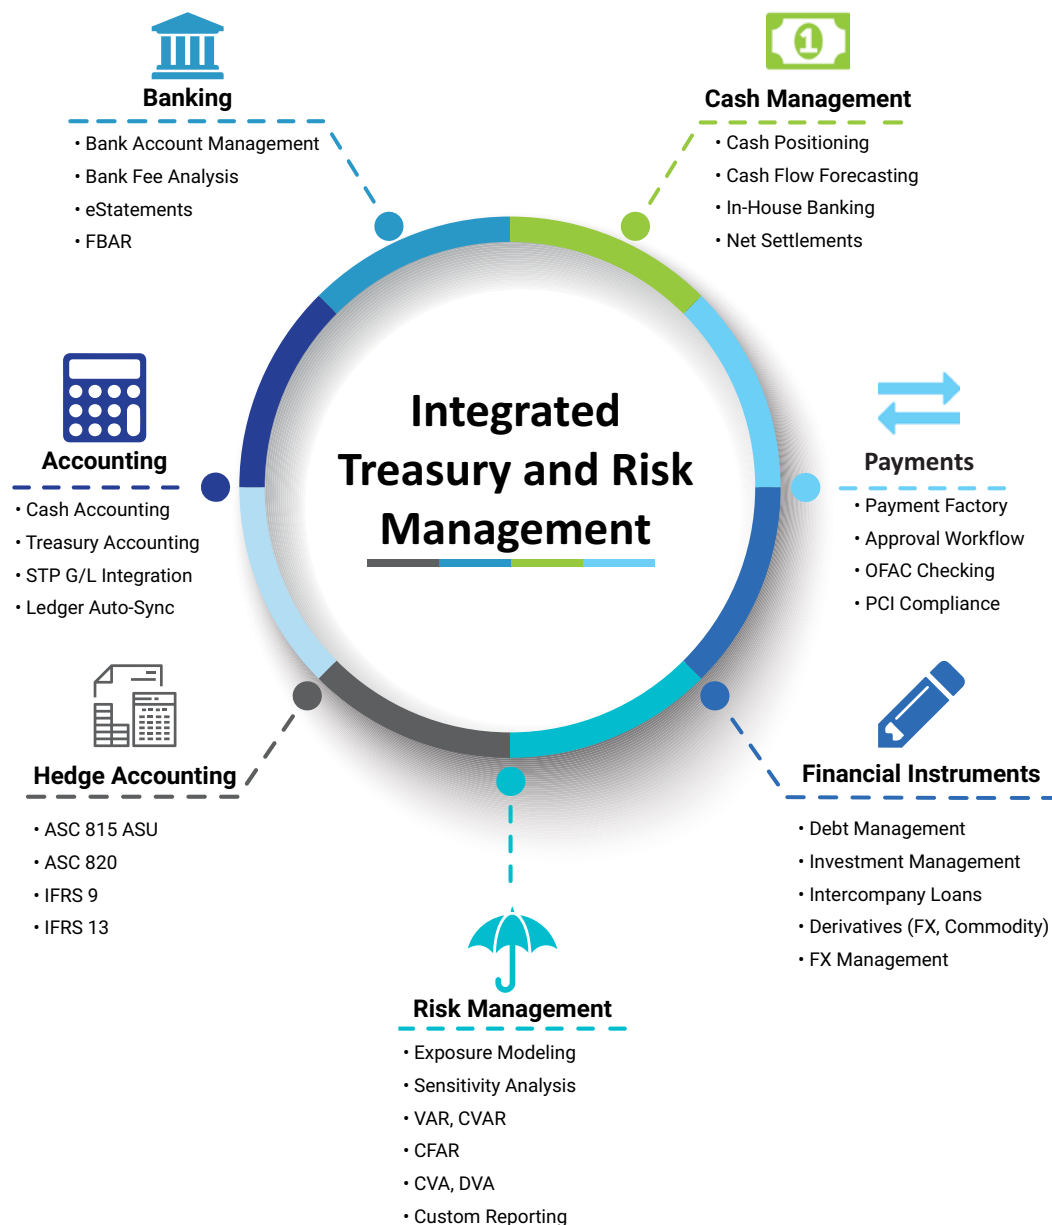 Banking
• Bank Account Management
• Bank Fee Analysis
• eStatements
• FBAR
1
Cash Management
• Cash Positioning
• Cash Flow Forecasting
• In-House Banking
• Net Settlements
Integrated
Treasury and Risk
Management
Accounting
• Cash Accounting
• Treasury Accounting
• STP G/L Integration
• Ledger Auto-Sync
Payments
• Payment Factory
• Approval Workflow
• OFAC Checking
• PCI Compliance
Hedge Accounting
• ASC 815 ASU
• ASC 820
• IFRS 9
• IFRS 13
Financial Instruments
• Debt Management
• Investment Management
• Intercompany Loans
• Derivatives (FX, Commodity)
• FX Management
Risk Management
• Exposure Modeling
• Sensitivity Analysis
• VAR, CVAR
• CFAR
• CVA, DVA
• Custom Reporting